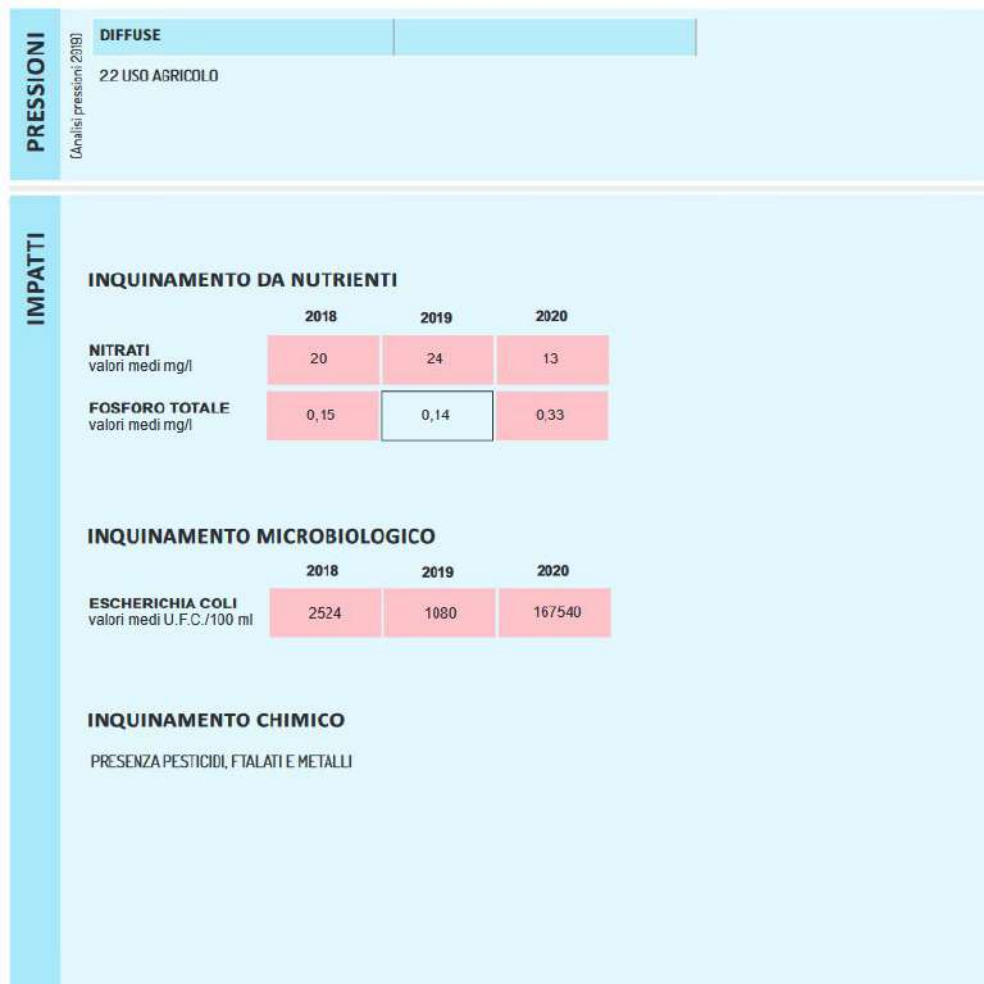 PRESSIONI
(Analisi pressioni 2019)
DIFFUSE
2.2 USO AGRICOLO
IMPATTI
INQUINAMENTO DA NUTRIENTI
2018 2019 2020
NITRATI
valori medi mg/l
20 24 13
FOSFORO TOTALE
valori medi mg/l
0,15 0,14 0,33
INQUINAMENTO MICROBIOLOGICO
2018 2019 2020
ESCHERICHIA COLI
valori medi U.F.C./100 ml
2524 1080 167540
INQUINAMENTO CHIMICO
PRESENZA PESTICIDI, FTALATI E METALLI